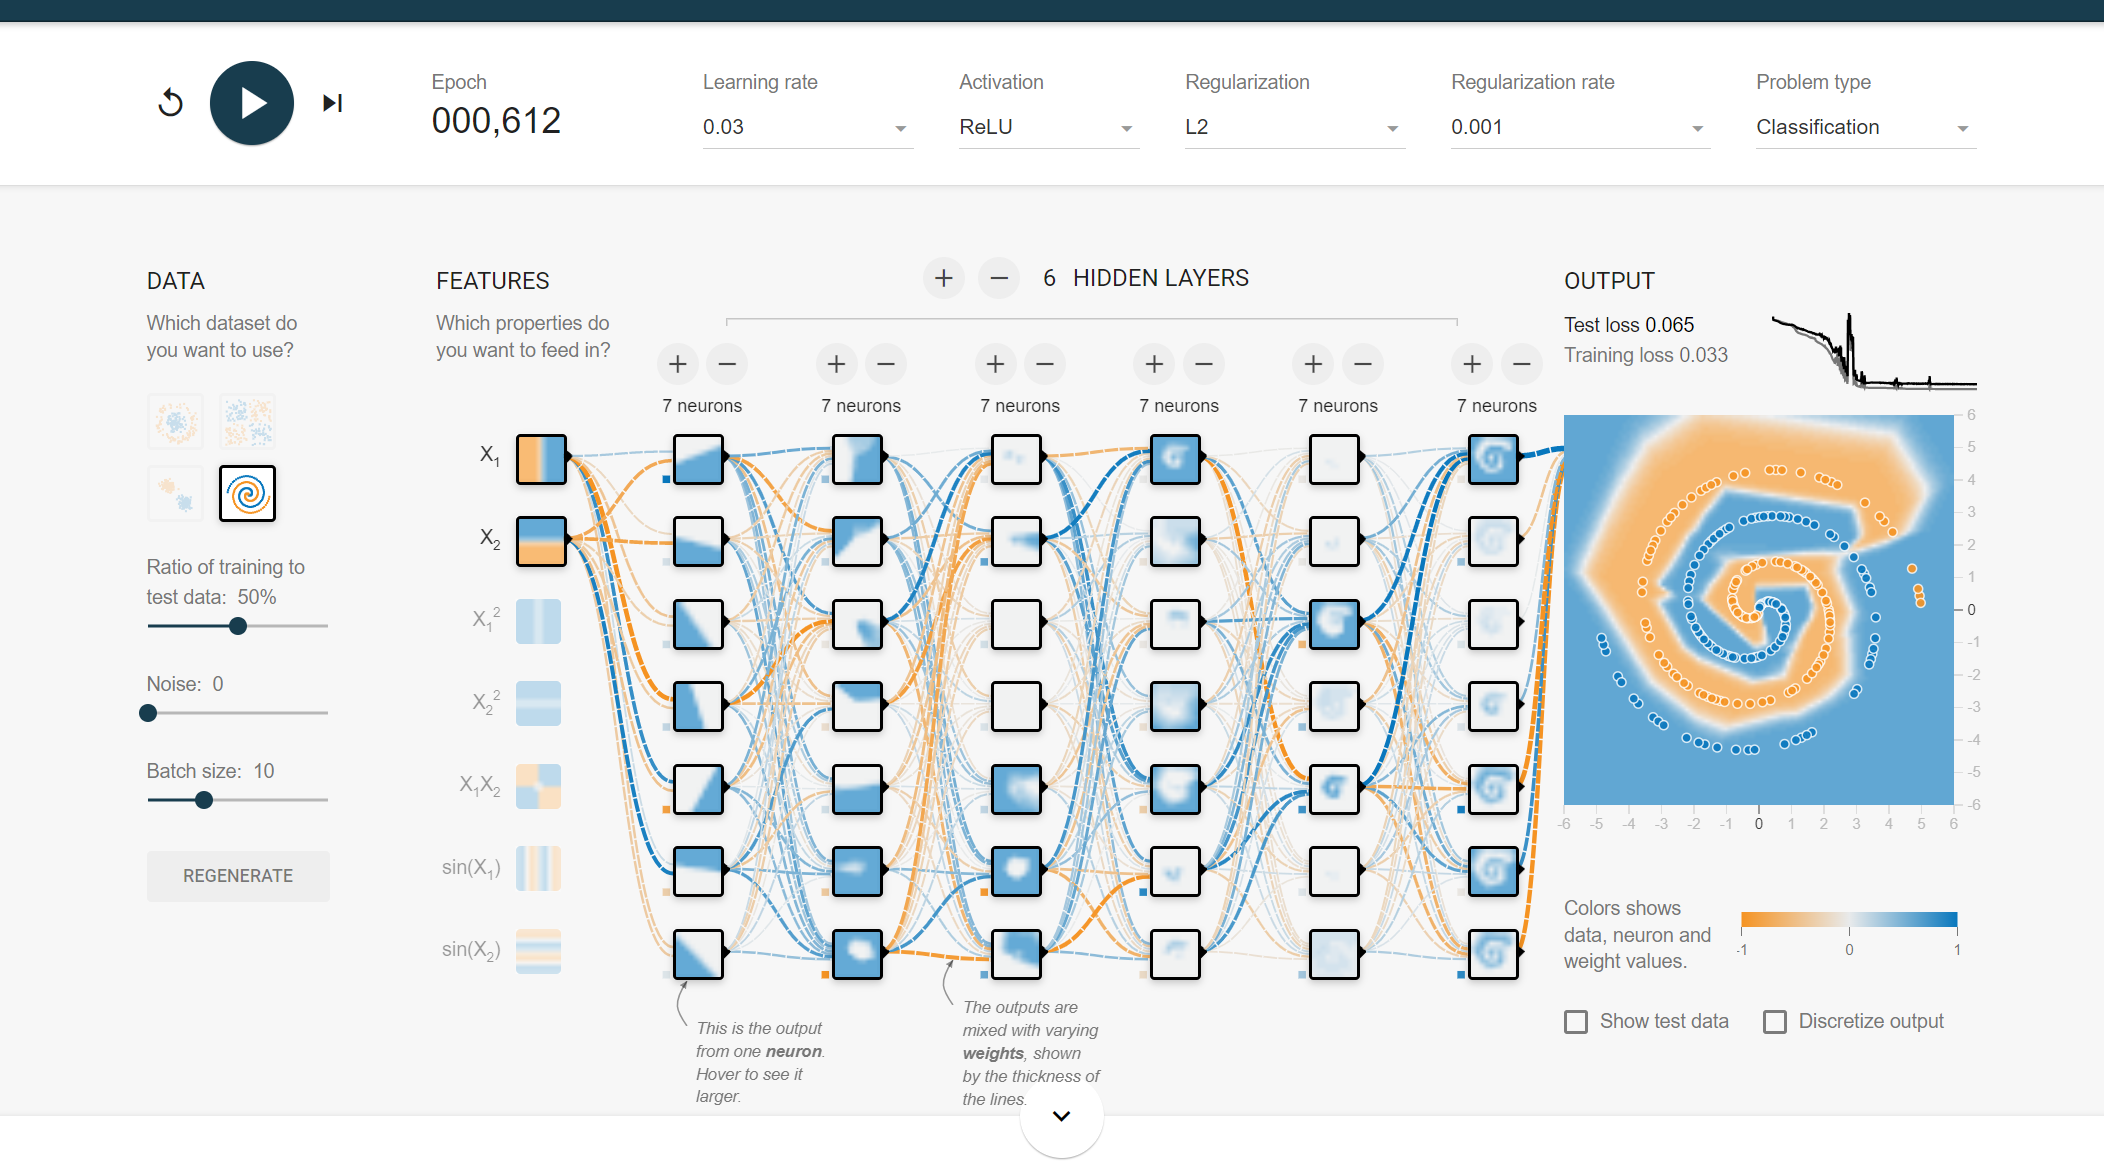 Epoch
000,612
Learning rate
0.03
Activation
ReLU
Regularization
L2
Regularization rate
0.001
Problem type
Classification
DATA
Which dataset do
you want to use?
Ratio of training to
test data: 50%
Noise: 0
Batch size: 10
REGENERATE
FEATURES
Which properties do
you want to feed in?
X1
X2
X1^2
X2^2
X1X2
sin(X1)
sin(X2)
+ − 6 HIDDEN LAYERS
+ − + − + − + − + − + −
7 neurons 7 neurons 7 neurons 7 neurons 7 neurons 7 neurons
This is the output
from one neuron.
Hover to see it
larger.
The outputs are
mixed with varying
weights, shown
by the thickness of
the lines.
OUTPUT
Test loss 0.065
Training loss 0.033
6
5
4
3
2
1
0
-1
-2
-3
-4
-5
-6
-6 -5 -4 -3 -2 -1 0 1 2 3 4 5 6
Colors shows
data, neuron and
weight values.
-1 0 1
Show test data
Discretize output